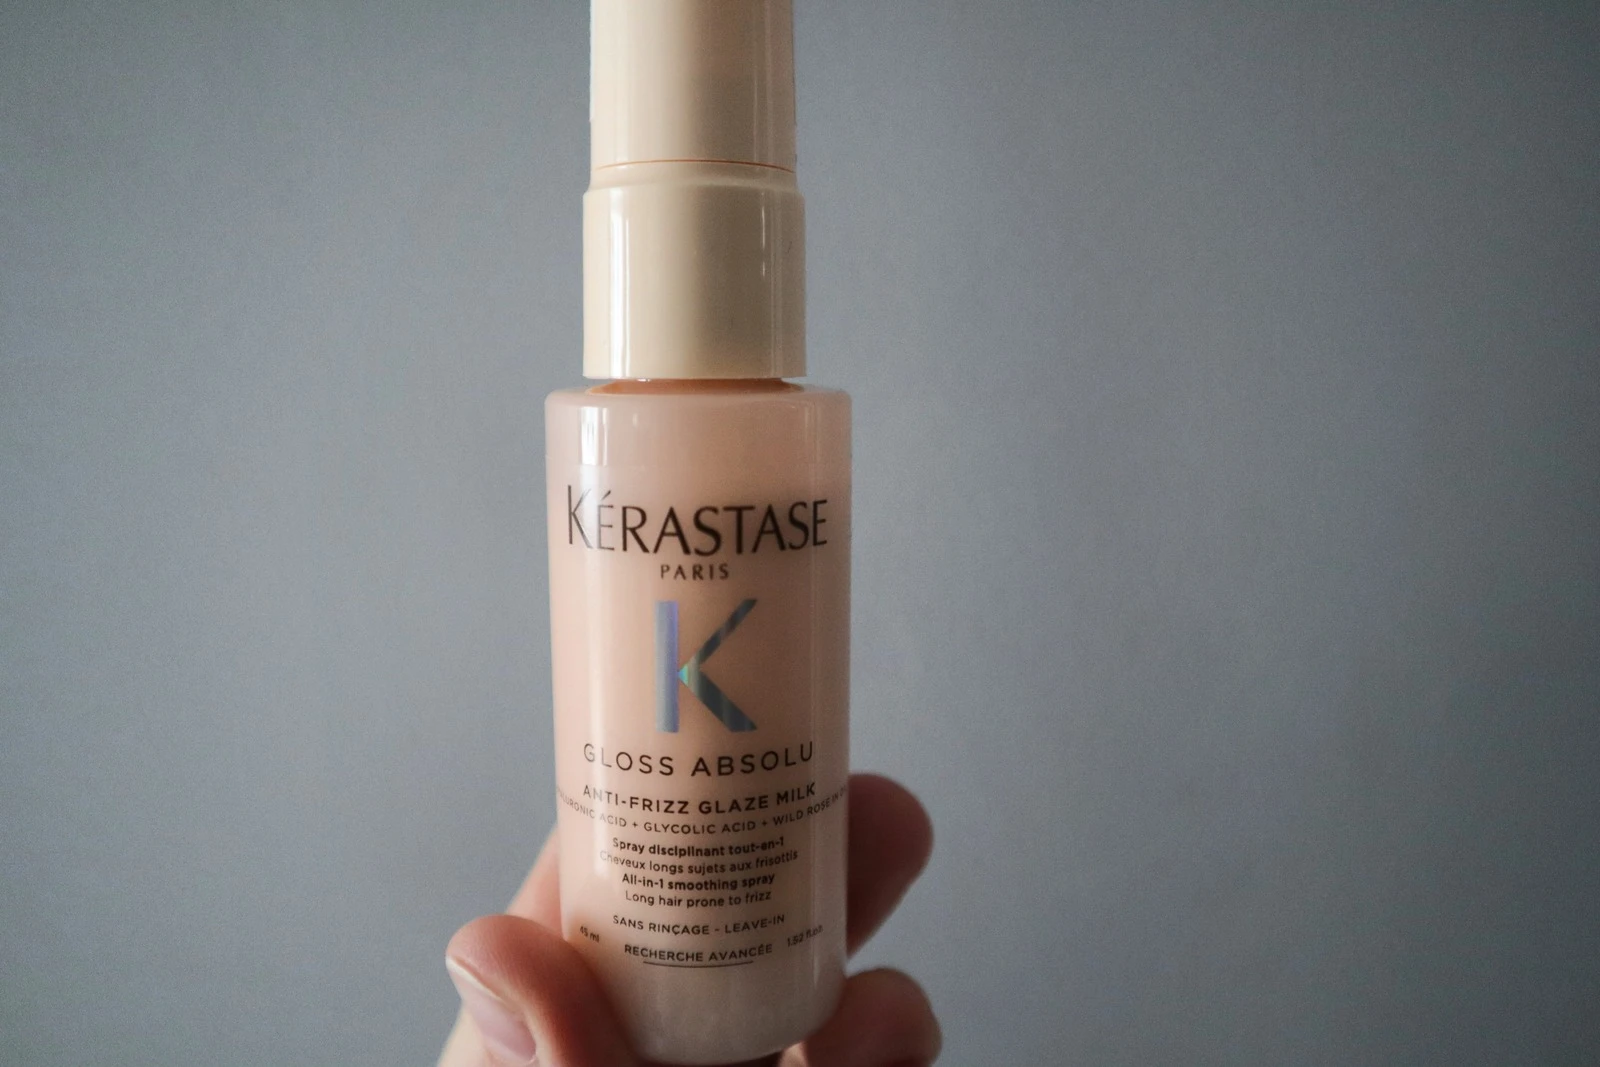 KÉRASTASE
PARIS
K
GLOSS ABSOLU
ANTI-FRIZZ GLAZE MILK
ACID + GLYCOLIC ACID + WILD ROSE
Spray disciplinant tout-en-1
Cheveux longs sujets aux frisottis
All-in-1 smoothing spray
Long hair prone to frizz
SANS RINÇAGE - LEAVE-IN
45 ml
RECHERCHE AVANCÉE
1.52 fl.oz